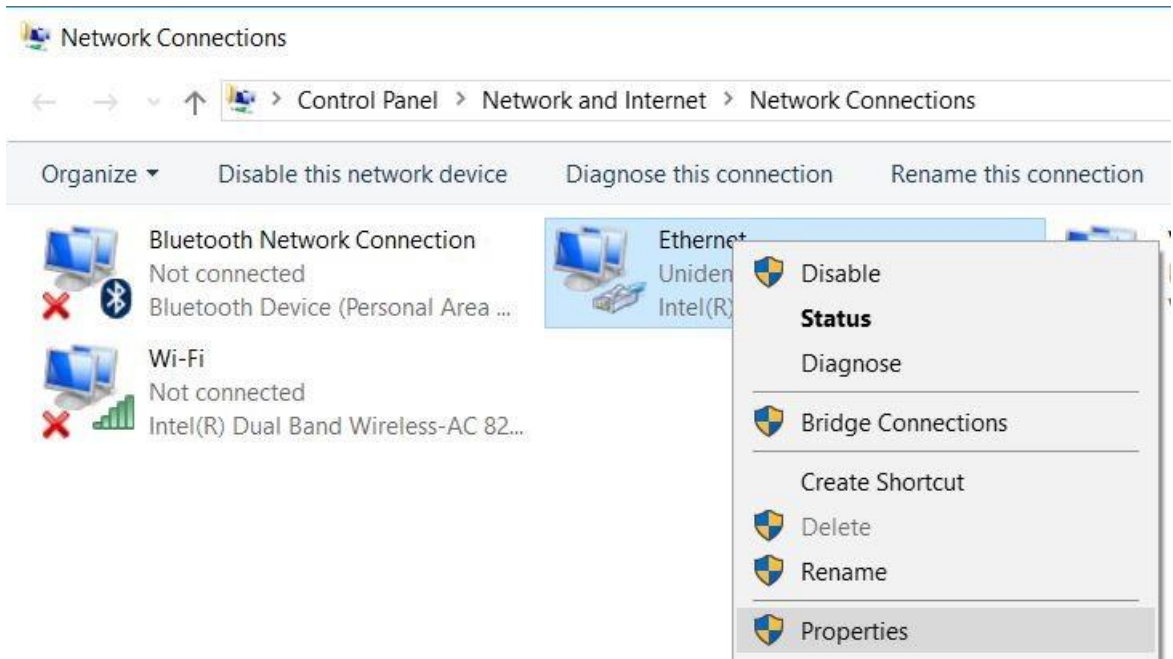 Network Connections
Control Panel > Network and Internet > Network Connections
Organize Disable this network device Diagnose this connection Rename this connection
Bluetooth Network Connection
Not connected
Bluetooth Device (Personal Area ...
Wi-Fi
Not connected
Intel(R) Dual Band Wireless-AC 82...
Ethernet
Intel(R)
Disable
Status
Diagnose
Bridge Connections
Create Shortcut
Delete
Rename
Properties